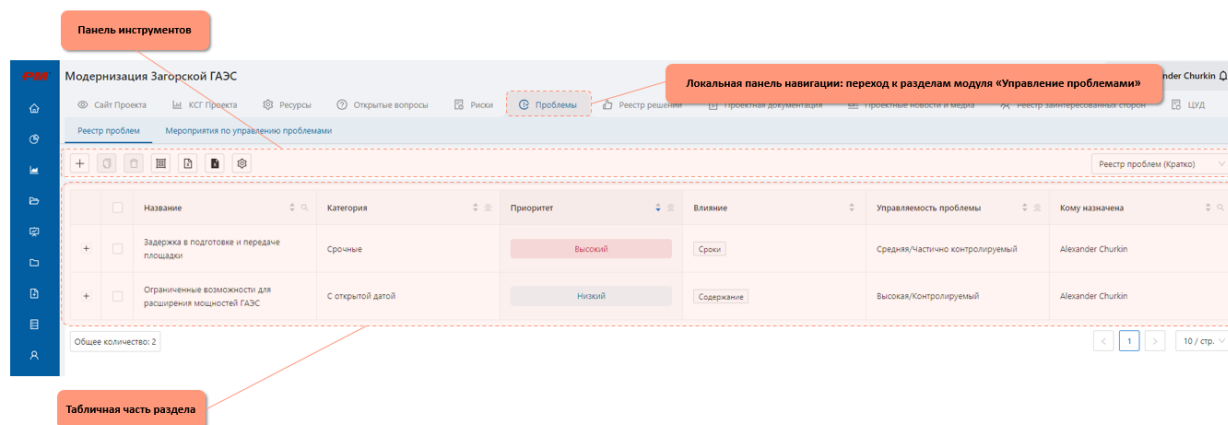 Панель инструментов
PM
Модернизация Загорской ГАЭС
Локальная панель навигации: переход к разделам модуля «Управление проблемами»
nder Churkin
Сайт Проекта КСГ Проекта Ресурсы Открытые вопросы Риски Проблемы Реестр решений Проектная документация Проектные новости и медиа Реестр заинтересованных сторон ЦУД
Реестр проблем Мероприятия по управлению проблемами
Реестр проблем (Кратко)
Название Категория Приоритет Влияние Управляемость проблемы Кому назначена
Задержка в подготовке и передаче
площадки
Срочные Высокий Сроки Средняя/Частично контролируемый Alexander Churkin
Ограниченные возможности для
расширения мощностей ГАЭС
С открытой датой Низкий Содержание Высокая/Контролируемый Alexander Churkin
Общее количество: 2 < 1 > 10 / стр.
Табличная часть раздела